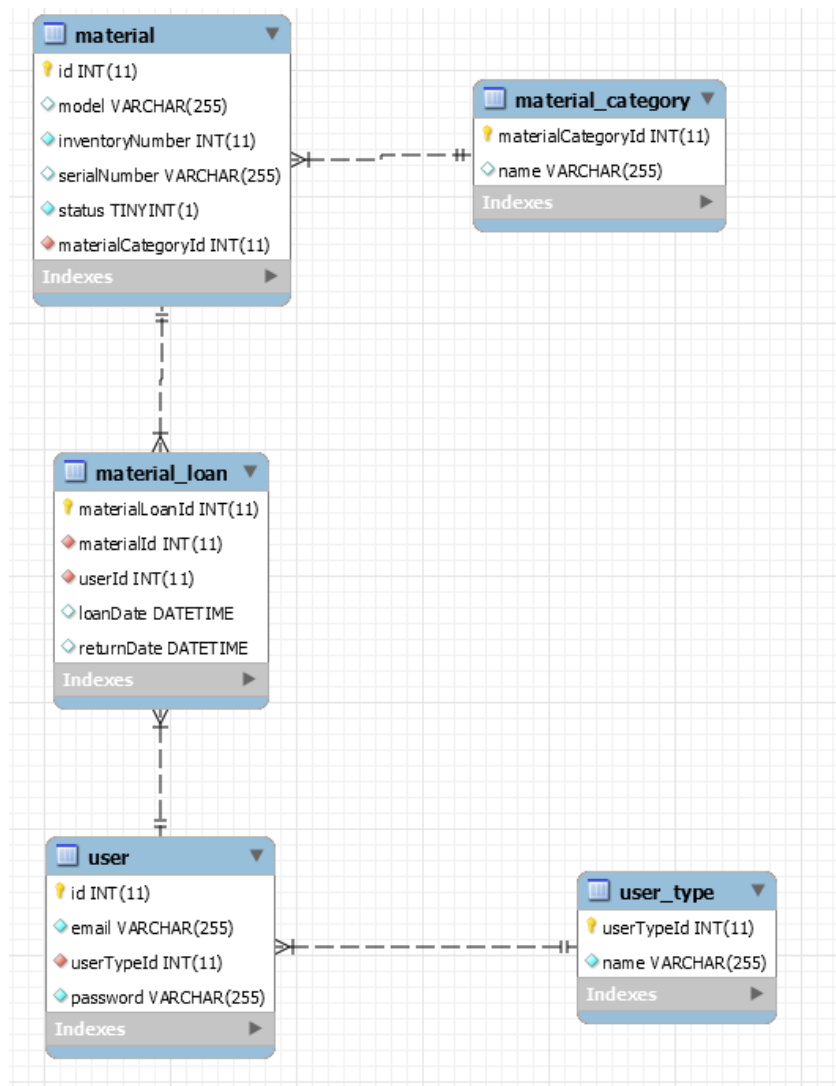 material
id INT(11)
model VARCHAR(255)
inventoryNumber INT(11)
serialNumber VARCHAR(255)
status TINYINT(1)
materialCategoryId INT(11)
Indexes
material_category
materialCategoryId INT(11)
name VARCHAR(255)
Indexes
material_loan
materialLoanId INT(11)
materialId INT(11)
userId INT(11)
loanDate DATETIME
returnDate DATETIME
Indexes
user
id INT(11)
email VARCHAR(255)
userTypeId INT(11)
password VARCHAR(255)
Indexes
user_type
userTypeId INT(11)
name VARCHAR(255)
Indexes